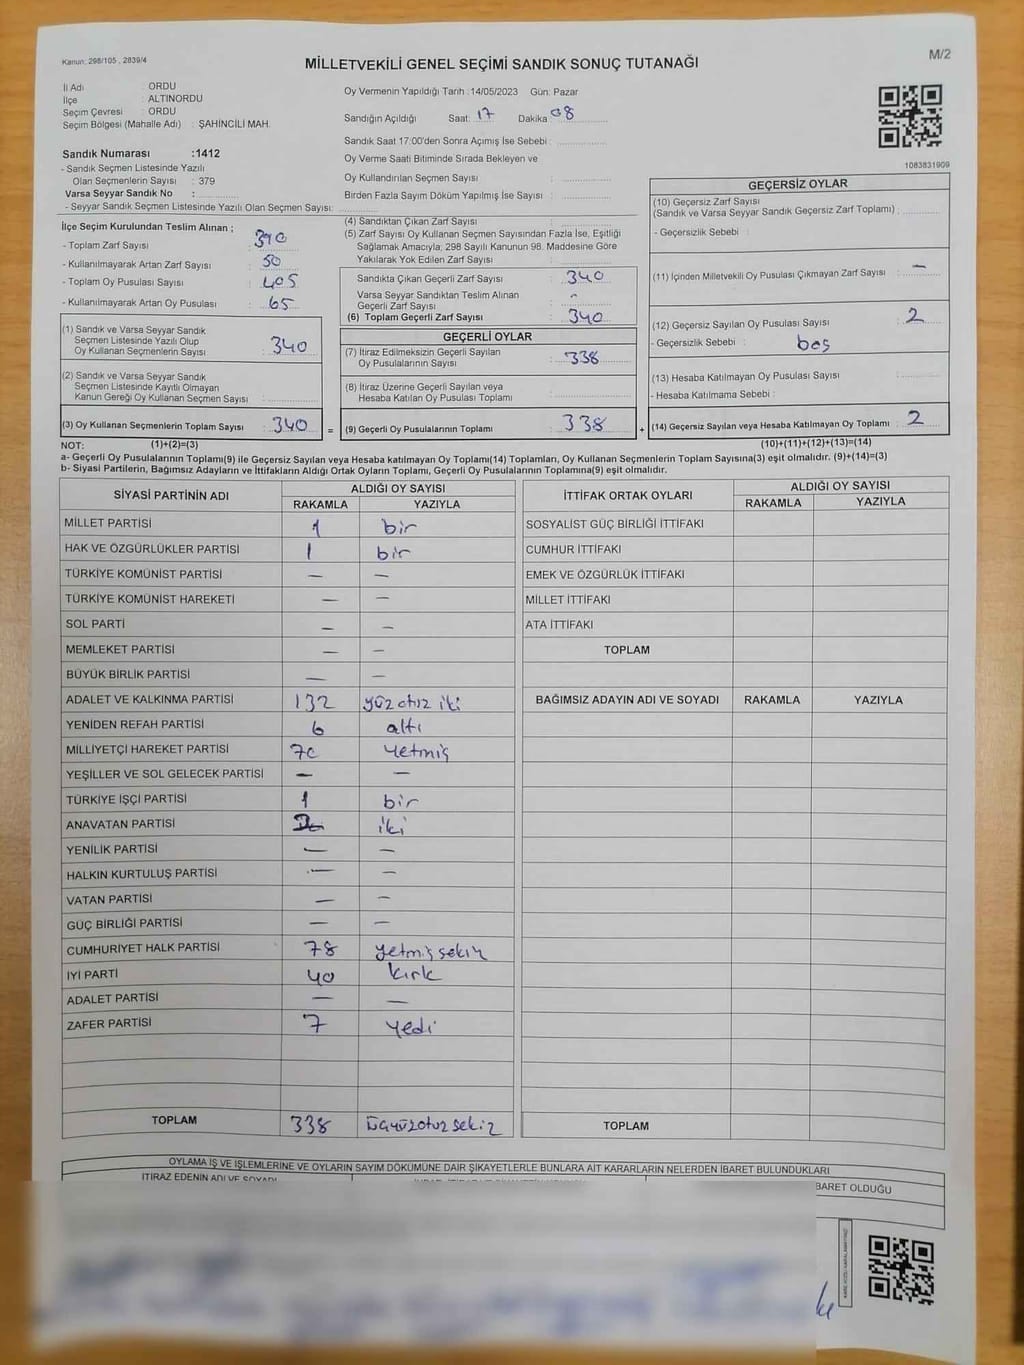 Kanun: 298/105 , 2839/4
M/2
MİLLETVEKİLİ GENEL SEÇİMİ SANDIK SONUÇ TUTANAĞI
İl Adı : ORDU
İlçe : ALTINORDU
Seçim Çevresi : ORDU
Seçim Bölgesi (Mahalle Adı) : ŞAHİNCİLİ MAH.
Sandık Numarası :1412
- Sandık Seçmen Listesinde Yazılı
Olan Seçmenlerin Sayısı : 379
Varsa Seyyar Sandık No :
- Seyyar Sandık Seçmen Listesinde Yazılı Olan Seçmen Sayısı:
Oy Vermenin Yapıldığı Tarih :14/05/2023 Gün: Pazar
Sandığın Açıldığı Saat: 17 Dakika 08
Sandık Saat 17:00'den Sonra Açımış İse Sebebi :
Oy Verme Saati Bitiminde Sırada Bekleyen ve
Oy Kullandırılan Seçmen Sayısı :
Birden Fazla Sayım Döküm Yapılmış İse Sayısı :
1083831909
İlçe Seçim Kurulundan Teslim Alınan ;
- Toplam Zarf Sayısı : 390
- Kullanılmayarak Artan Zarf Sayısı : 50
- Toplam Oy Pusulası Sayısı : 405
- Kullanılmayarak Artan Oy Pusulası : 65
(1) Sandık ve Varsa Seyyar Sandık
Seçmen Listesinde Yazılı Olup
Oy Kullanan Seçmenlerin Sayısı : 340
(2) Sandık ve Varsa Seyyar Sandık
Seçmen Listesinde Kayıtlı Olmayan
Kanun Gereği Oy Kullanan Seçmen Sayısı :
(3) Oy Kullanan Seçmenlerin Toplam Sayısı : 340 =
(4) Sandıktan Çıkan Zarf Sayısı :
(5) Zarf Sayısı Oy Kullanan Seçmen Sayısından Fazla İse, Eşitliği
Sağlamak Amacıyla; 298 Sayılı Kanunun 98. Maddesine Göre
Yakılarak Yok Edilen Zarf Sayısı :
Sandıkta Çıkan Geçerli Zarf Sayısı : 340
Varsa Seyyar Sandıktan Teslim Alınan
Geçerli Zarf Sayısı : -
(6) Toplam Geçerli Zarf Sayısı : 340
GEÇERLİ OYLAR
(7) İtiraz Edilmeksizin Geçerli Sayılan
Oy Pusulalarının Sayısı : 338
(8) İtiraz Üzerine Geçerli Sayılan veya
Hesaba Katılan Oy Pusulası Toplamı :
(9) Geçerli Oy Pusulalarının Toplamı : 338 +
GEÇERSİZ OYLAR
(10) Geçersiz Zarf Sayısı
(Sandık ve Varsa Seyyar Sandık Geçersiz Zarf Toplamı) :
- Geçersizlik Sebebi :
(11) İçinden Milletvekili Oy Pusulası Çıkmayan Zarf Sayısı : —
(12) Geçersiz Sayılan Oy Pusulası Sayısı : 2
- Geçersizlik Sebebi : boş
(13) Hesaba Katılmayan Oy Pusulası Sayısı :
- Hesaba Katılmama Sebebi :
(14) Geçersiz Sayılan veya Hesaba Katılmayan Oy Toplamı : 2
NOT: (1)+(2)=(3) (10)+(11)+(12)+(13)=(14)
a- Geçerli Oy Pusulalarının Toplamı(9) ile Geçersiz Sayılan veya Hesaba katılmayan Oy Toplamı(14) Toplamları, Oy Kullanan Seçmenlerin Toplam Sayısına(3) eşit olmalıdır. (9)+(14)=(3)
b- Siyasi Partilerin, Bağımsız Adayların ve İttifakların Aldığı Ortak Oyların Toplamı, Geçerli Oy Pusulalarının Toplamına(9) eşit olmalıdır.
SİYASİ PARTİNİN ADI ALDIĞI OY SAYISI
RAKAMLA YAZIYLA
MİLLET PARTİSİ 1 bir
HAK VE ÖZGÜRLÜKLER PARTİSİ 1 bir
TÜRKİYE KOMÜNİST PARTİSİ — —
TÜRKİYE KOMÜNİST HAREKETİ — —
SOL PARTİ — —
MEMLEKET PARTİSİ — —
BÜYÜK BİRLİK PARTİSİ — —
ADALET VE KALKINMA PARTİSİ 132 yüz otuz iki
YENİDEN REFAH PARTİSİ 6 altı
MİLLİYETÇİ HAREKET PARTİSİ 70 yetmiş
YEŞİLLER VE SOL GELECEK PARTİSİ — —
TÜRKİYE İŞÇİ PARTİSİ 1 bir
ANAVATAN PARTİSİ 2 iki
YENİLİK PARTİSİ — —
HALKIN KURTULUŞ PARTİSİ — —
VATAN PARTİSİ — —
GÜÇ BİRLİĞİ PARTİSİ — —
CUMHURİYET HALK PARTİSİ 78 yetmiş sekiz
İYİ PARTİ 40 kırk
ADALET PARTİSİ — —
ZAFER PARTİSİ 7 yedi
TOPLAM 338 üçyüzotuz sekiz
İTTİFAK ORTAK OYLARI ALDIĞI OY SAYISI
RAKAMLA YAZIYLA
SOSYALİST GÜÇ BİRLİĞİ İTTİFAKI
CUMHUR İTTİFAKI
EMEK VE ÖZGÜRLÜK İTTİFAKI
MİLLET İTTİFAKI
ATA İTTİFAKI
TOPLAM
BAĞIMSIZ ADAYIN ADI VE SOYADI RAKAMLA YAZIYLA
TOPLAM
OYLAMA İŞ VE İŞLEMLERİNE VE OYLARIN SAYIM DÖKÜMÜNE DAİR ŞİKAYETLERLE BUNLARA AİT KARARLARIN NELERDEN İBARET BULUNDUKLARI
İTİRAZ EDENİN ADI VE SOYADI
BARET OLDUĞU